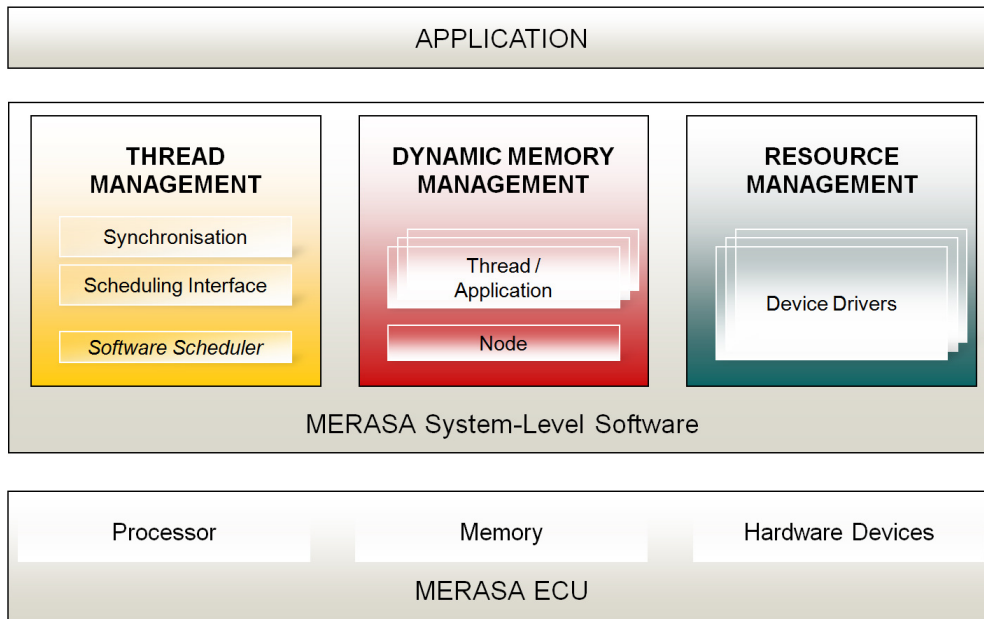 APPLICATION
THREAD
MANAGEMENT
Synchronisation
Scheduling Interface
Software Scheduler
DYNAMIC MEMORY
MANAGEMENT
Thread /
Application
Node
RESOURCE
MANAGEMENT
Device Drivers
MERASA System-Level Software
Processor
Memory
Hardware Devices
MERASA ECU